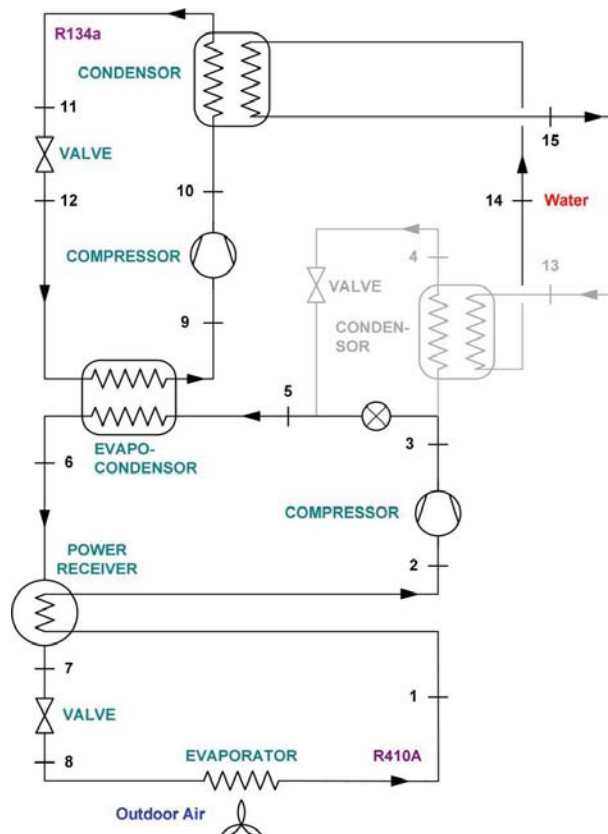 R134a
CONDENSOR
11
15
VALVE
12
10
14
Water
COMPRESSOR
4
13
VALVE
CONDEN-
SOR
9
5
3
6
EVAPO-
CONDENSOR
COMPRESSOR
POWER
RECEIVER
2
7
1
VALVE
8
EVAPORATOR
R410A
Outdoor Air